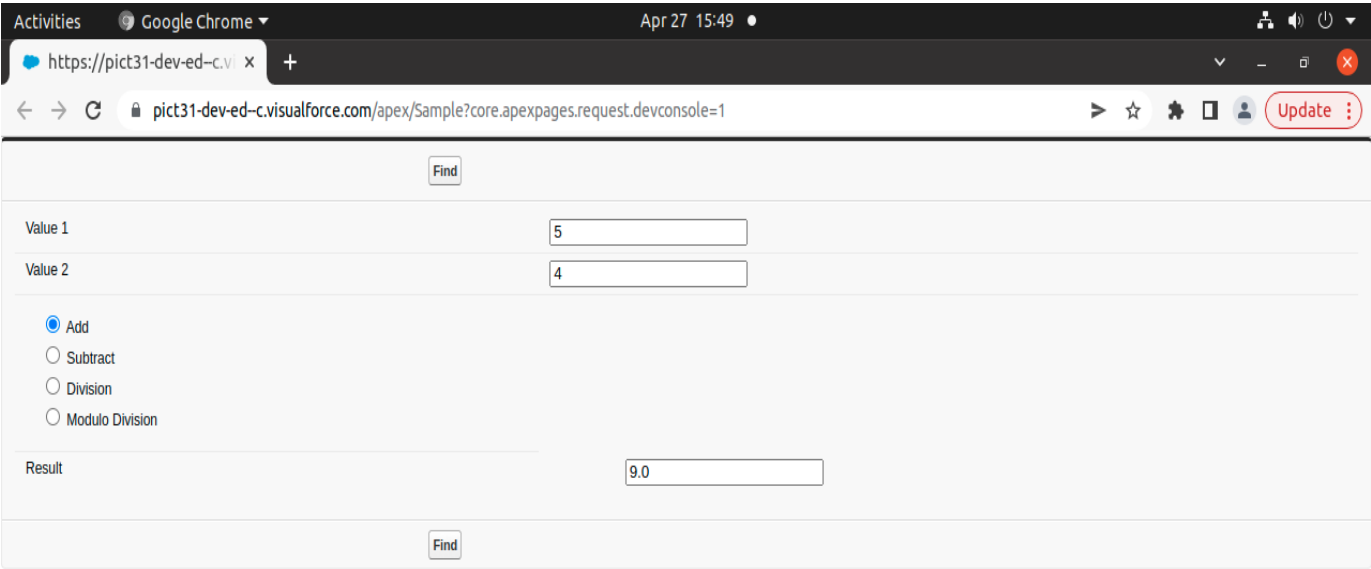 Activities Google Chrome Apr 27 15:49
https://pict31-dev-ed--c.vi
pict31-dev-ed--c.visualforce.com/apex/Sample?core.apexpages.request.devconsole=1 Update
Find
Value 1 5
Value 2 4
Add
Subtract
Division
Modulo Division
Result 9.0
Find